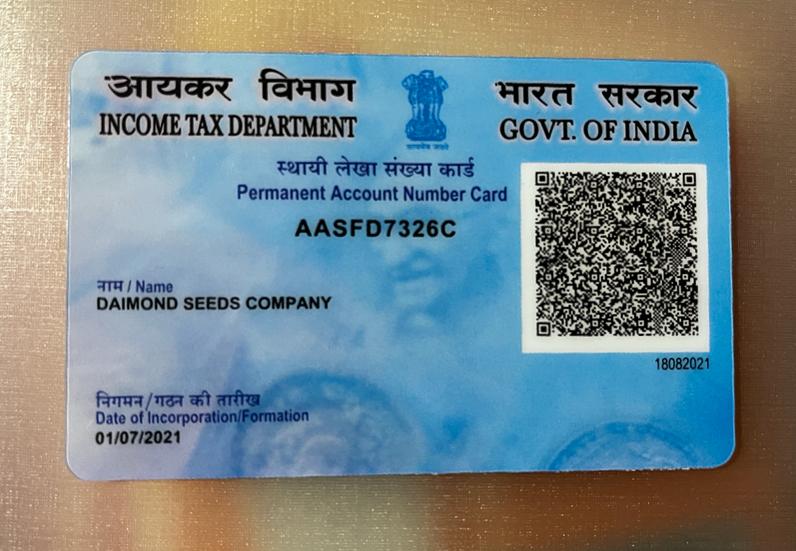 आयकर विभाग
INCOME TAX DEPARTMENT
सत्यमेव जयते
भारत सरकार
GOVT. OF INDIA
स्थायी लेखा संख्या कार्ड
Permanent Account Number Card
AASFD7326C
नाम / Name
DAIMOND SEEDS COMPANY
18082021
निगमन/गठन की तारीख
Date of Incorporation/Formation
01/07/2021